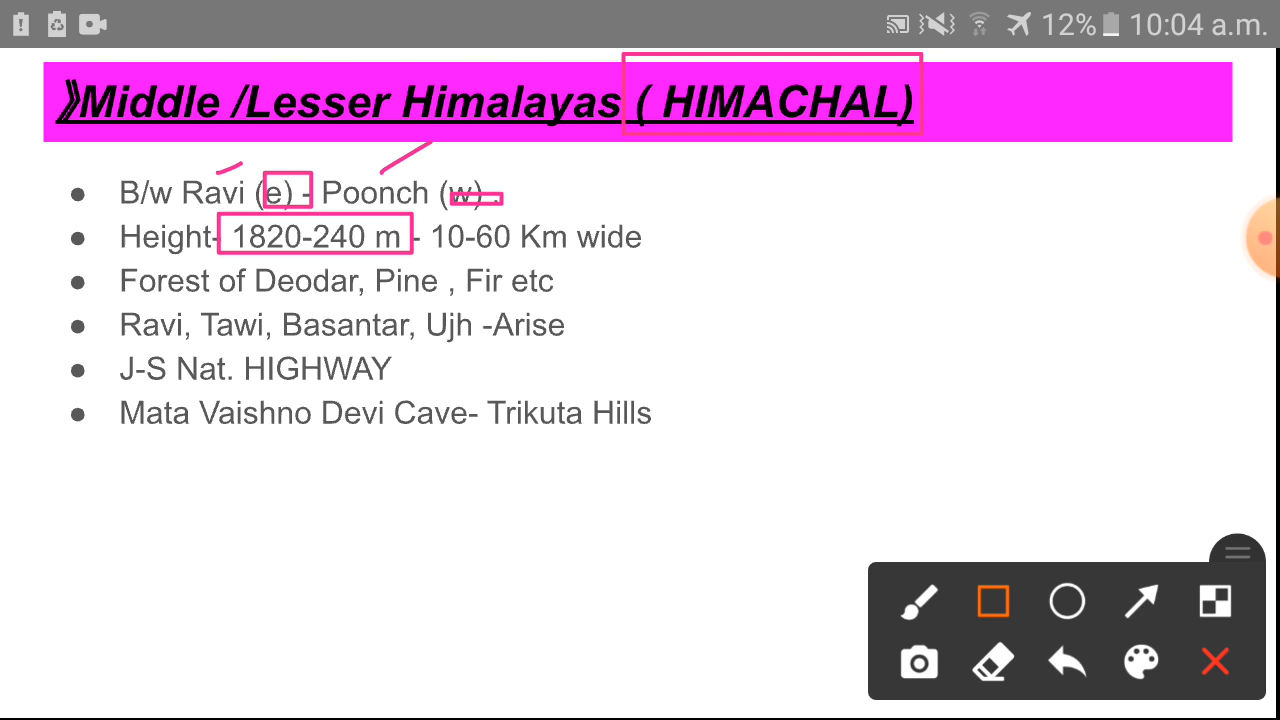 12% 10:04 a.m.
》Middle /Lesser Himalayas ( HIMACHAL)
● B/w Ravi (e) - Poonch (w) .
● Height- 1820-240 m - 10-60 Km wide
● Forest of Deodar, Pine , Fir etc
● Ravi, Tawi, Basantar, Ujh -Arise
● J-S Nat. HIGHWAY
● Mata Vaishno Devi Cave- Trikuta Hills